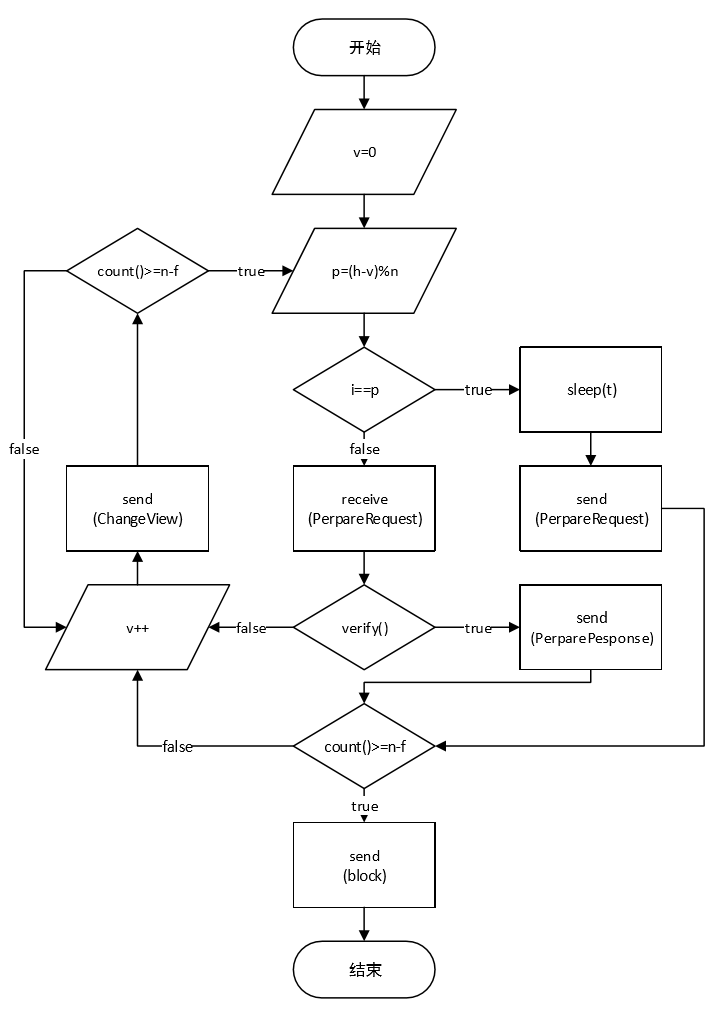 开始
v=0
count()>=n-f
true
p=(h-v)%n
i==p
true
sleep(t)
false
false
send
(ChangeView)
receive
(PerpareRequest)
send
(PerpareRequest)
v++
false
verify()
true
send
(PerparePesponse)
false
count()>=n-f
true
send
(block)
结束